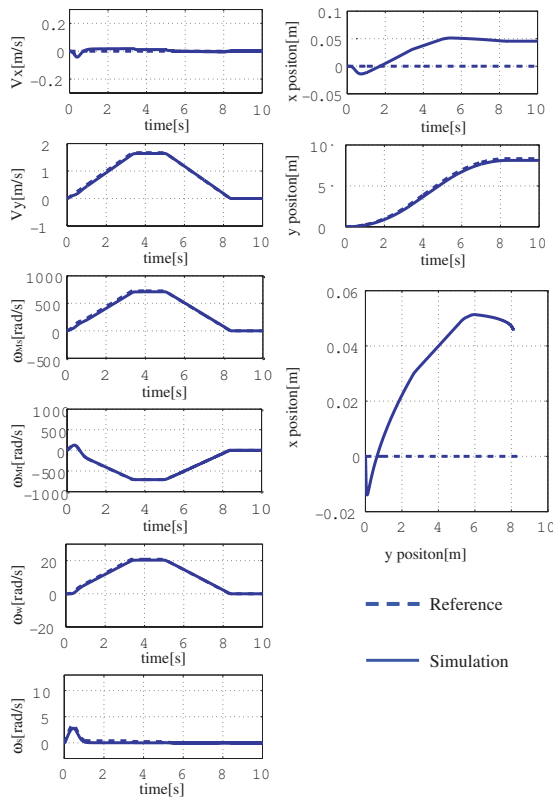 0.2
0
−0.2
0 2 4 6 8 10
Vx[m/s]
time[s]
2
1
0
−1
0 2 4 6 8 10
Vy[m/s]
time[s]
1000
500
0
−500
0 2 4 6 8 10
ωMS[rad/s]
time[s]
1000
500
0
−500
−1000
0 2 4 6 8 10
time[s]
20
0
−20
0 2 4 6 8 10
ωW[rad/s]
time[s]
10
5
0
0 2 4 6 8 10
ωs[rad/s]
0.1
0.05
0
−0.05
0 2 4 6 8 10
x positon[m]
time[s]
10
5
0
0 2 4 6 8 10
y positon[m]
time[s]
0.06
0.04
0.02
0
−0.02
0 2 4 6 8 10
x positon[m]
y positon[m]
Reference
Simulation